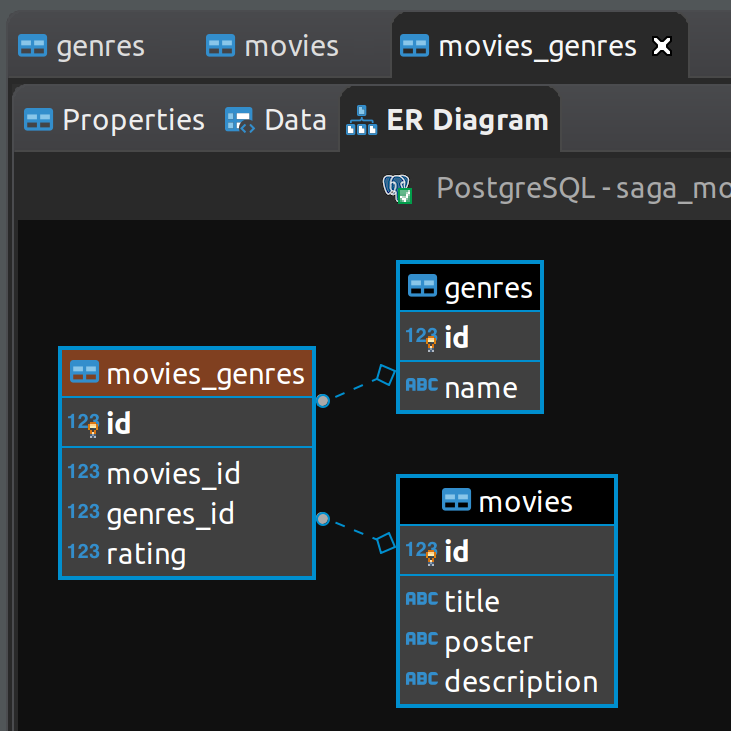 genres movies movies_genres
Properties Data ER Diagram
PostgreSQL - saga_mo
genres
123 id
ABC name
movies_genres
123 id
123 movies_id
123 genres_id
123 rating
movies
123 id
ABC title
ABC poster
ABC description